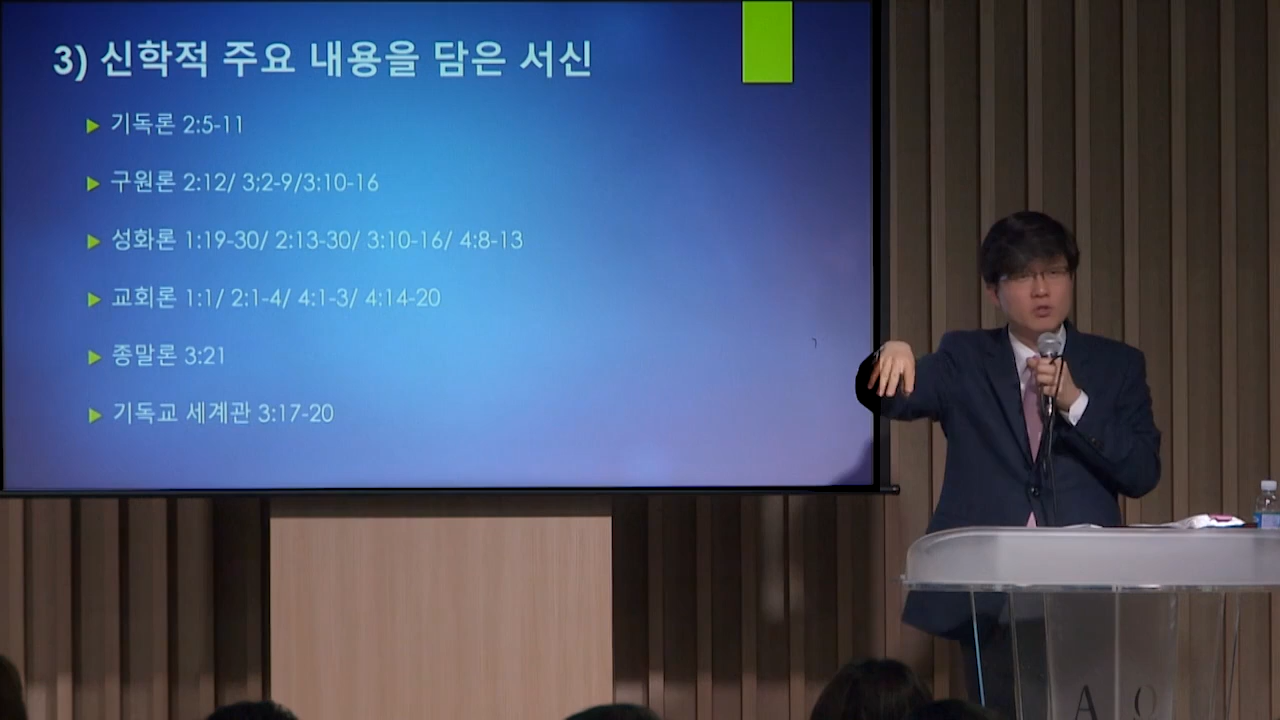 3) 신학적 주요 내용을 담은 서신
기독론 2:5-11
구원론 2:12/ 3;2-9/3:10-16
성화론 1:19-30/ 2:13-30/ 3:10-16/ 4:8-13
교회론 1:1/ 2:1-4/ 4:1-3/ 4:14-20
종말론 3:21
기독교 세계관 3:17-20
A O